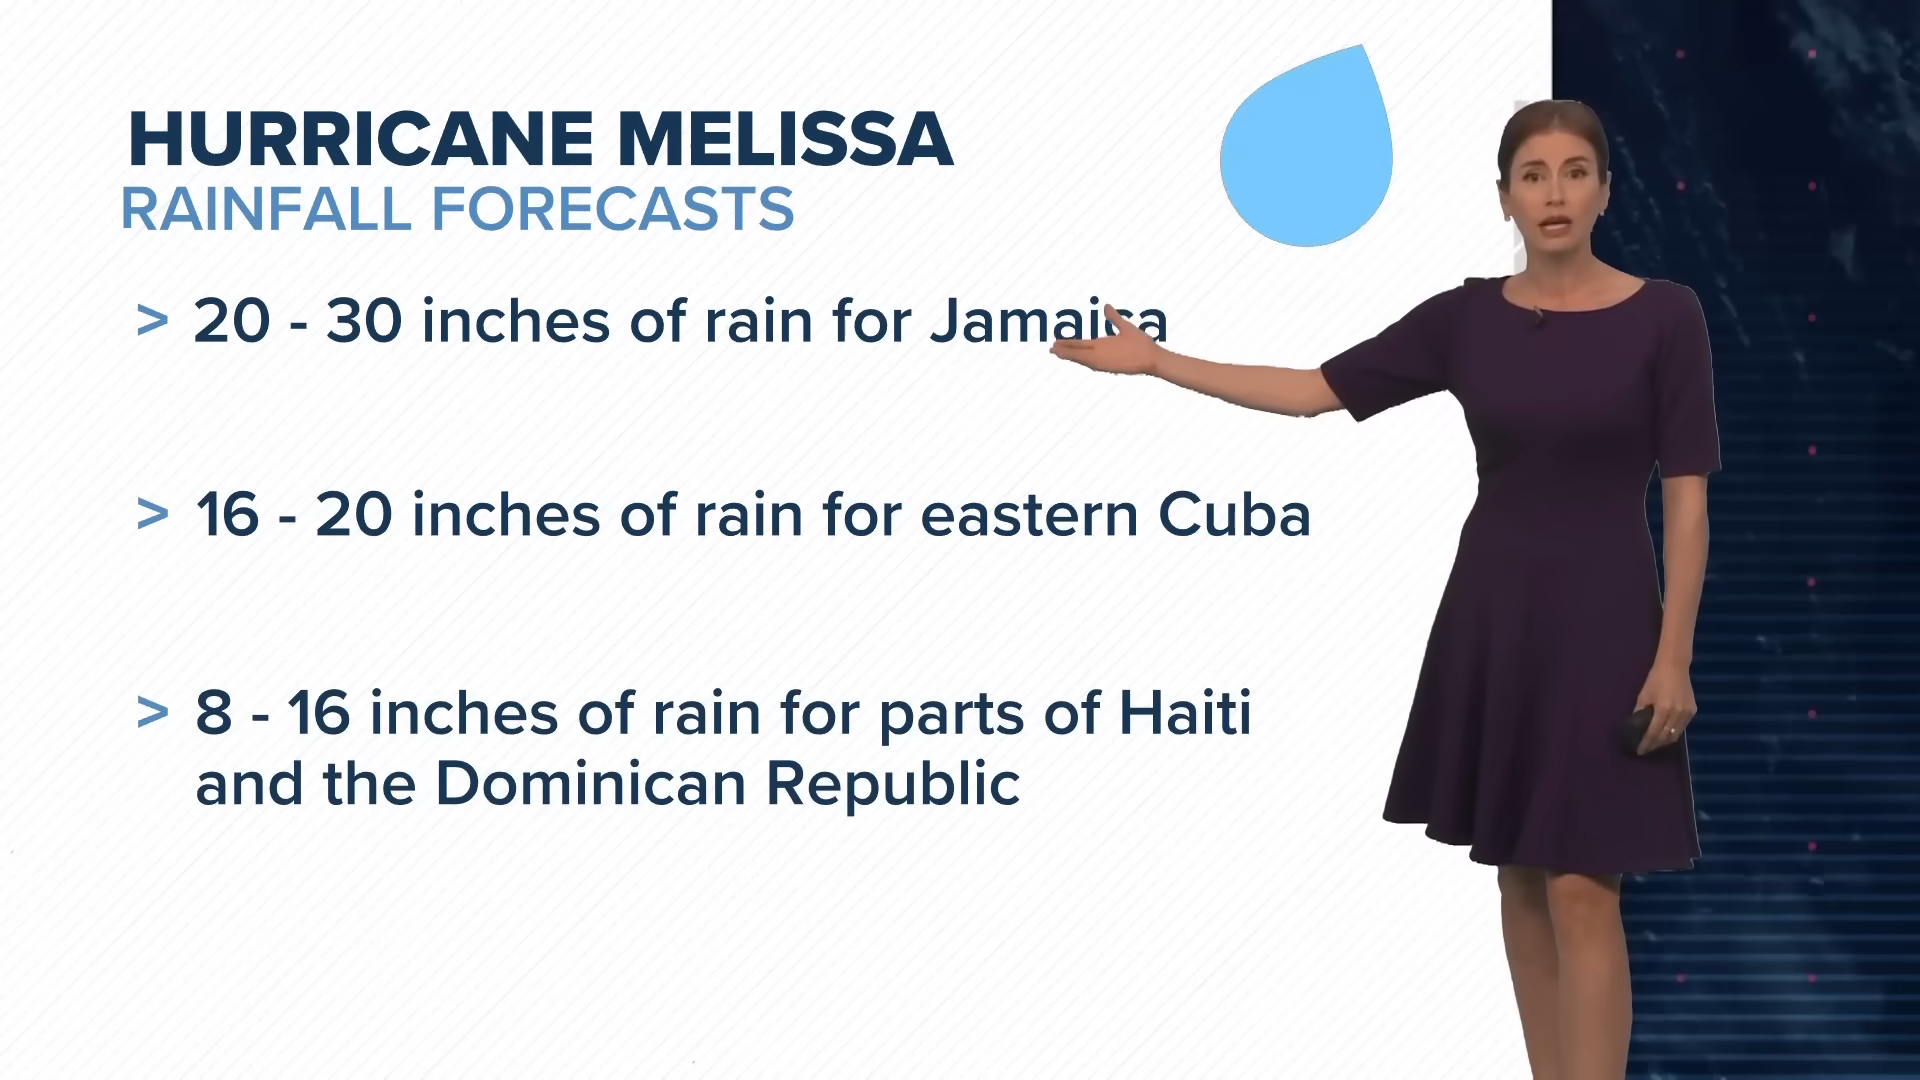 HURRICANE MELISSA
RAINFALL FORECASTS
> 20 - 30 inches of rain for Jamaica
> 16 - 20 inches of rain for eastern Cuba
> 8 - 16 inches of rain for parts of Haiti
and the Dominican Republic